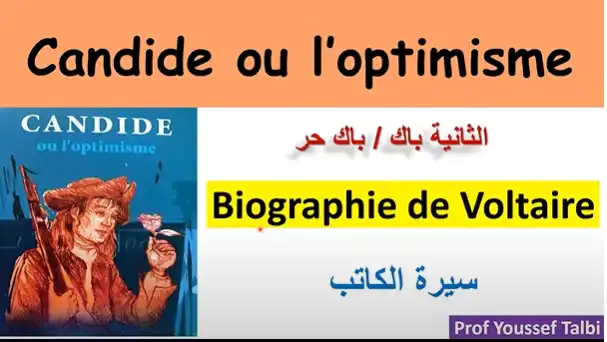 Candide ou l'optimisme
CANDIDE
ou l'optimisme
الثانية باك / باك حر
Biographie de Voltaire
سيرة الكاتب
Prof Youssef Talbi